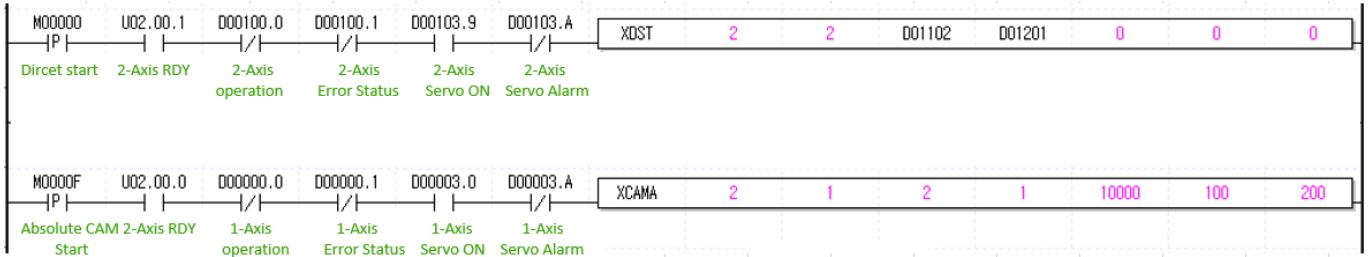 M00000 U02.00.1 D00100.0 D00100.1 D00103.9 D00103.A
P XDST 2 2 D01102 D01201 0 0 0
Dircet start 2-Axis RDY 2-Axis 2-Axis 2-Axis 2-Axis
operation Error Status Servo ON Servo Alarm
M0000F U02.00.0 D00000.0 D00000.1 D00003.0 D00003.A
P XCAMA 2 1 2 1 10000 100 200
Absolute CAM 2-Axis RDY 1-Axis 1-Axis 1-Axis 1-Axis
Start operation Error Status Servo ON Servo Alarm